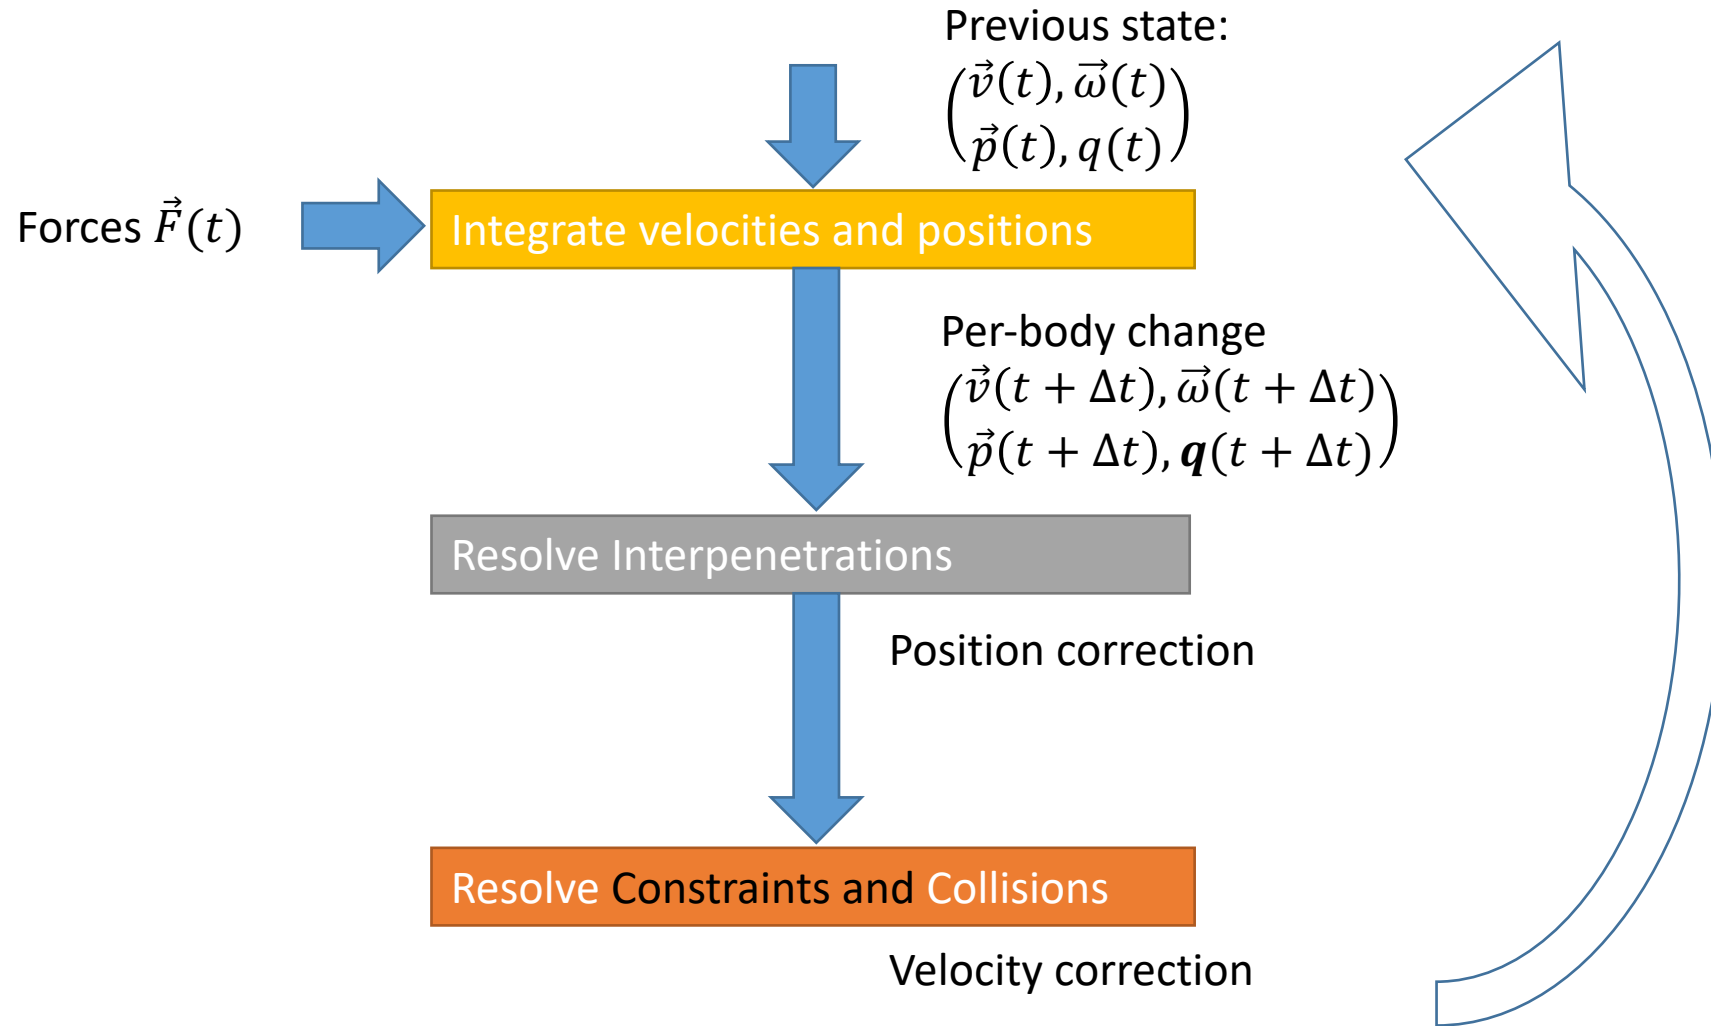 Previous state:
(v⃗(t), ω⃗(t)
p⃗(t), q(t))
Forces F⃗(t)
Integrate velocities and positions
Per-body change
(v⃗(t + Δt), ω⃗(t + Δt)
p⃗(t + Δt), q(t + Δt))
Resolve Interpenetrations
Position correction
Resolve Constraints and Collisions
Velocity correction